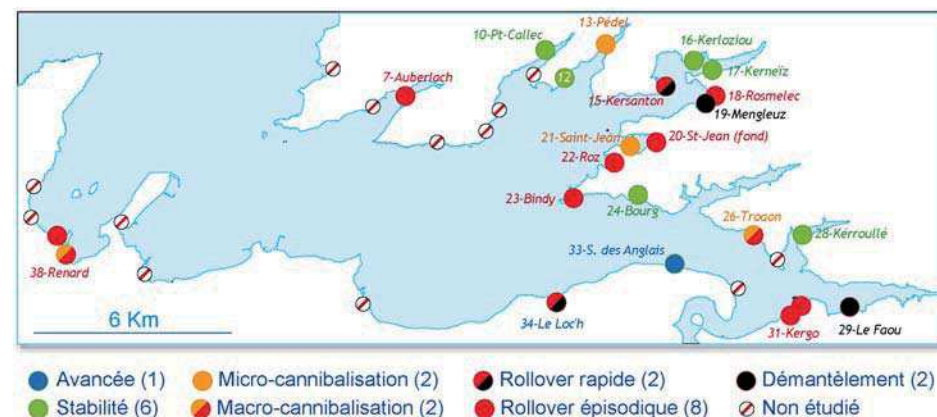 13-Pédel
10-Pt-Callec
16-Kerloziou
12
17-Kerneïz
7-Auberlach
15-Kersanton
18-Rosmelec
19-Mengleuz
21-Saint-Jean
20-St-Jean (fond)
22-Roz
23-Bindy
24-Bourg
26-Troaon
28-Kerroullé
33-S. des Anglais
38-Renard
6 Km
34-Le Loc'h
31-Kergo
29-Le Faou
Avancée (1)
Micro-cannibalisation (2)
Rollover rapide (2)
Démantèlement (2)
Stabilité (6)
Macro-cannibalisation (2)
Rollover épisodique (8)
Non étudié